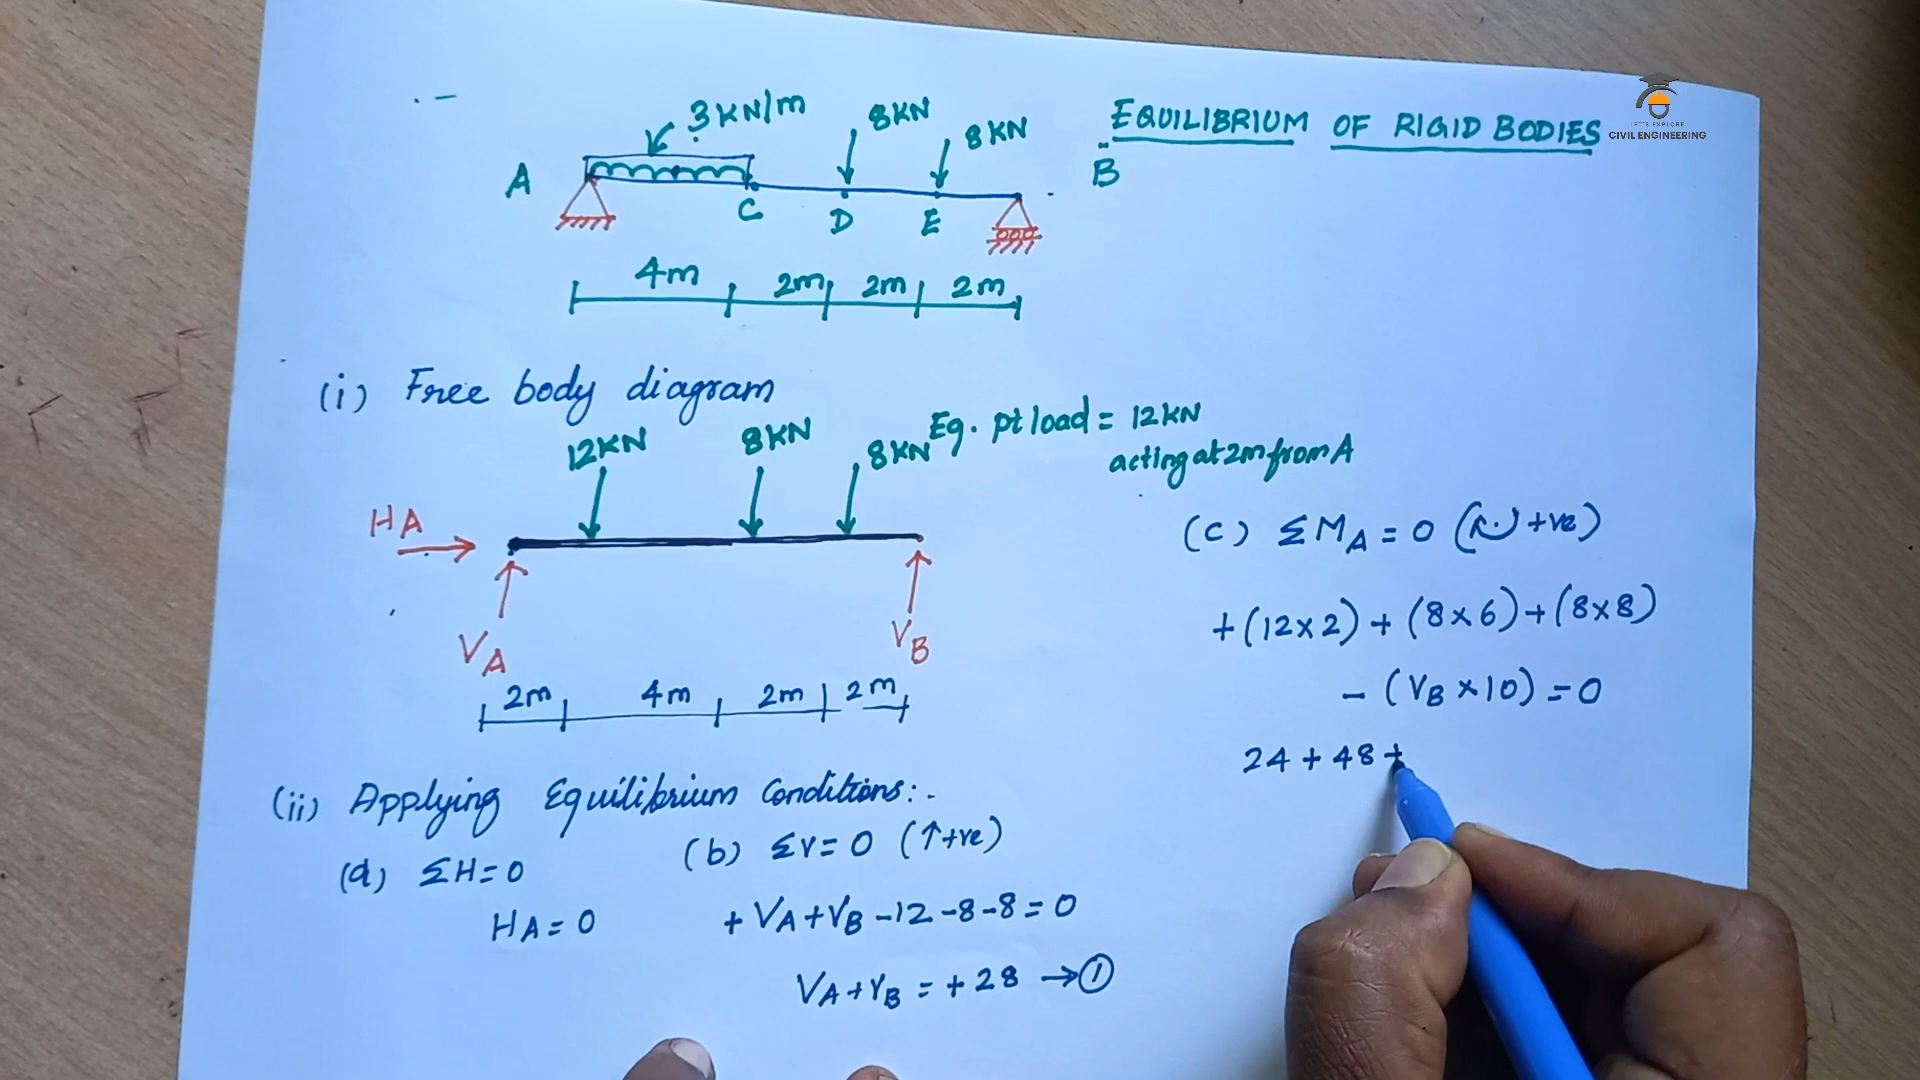 EQUILIBRIUM OF RIGID BODIES
LET'S EXPLORE
CIVIL ENGINEERING
3KN/m
8KN
8KN
A
B
C
D
E
4m
2m
2m
2m
(i) Free body diagram
Eq. pt load = 12KN
acting at 2m from A
12KN
8KN
8KN
HA
VA
VB
2m
4m
2m
2m
(ii) Applying Equilibrium Conditions:-
(a) ΣH=0
HA=0
(b) ΣV=0 (↑+ve)
+VA+VB-12-8-8=0
VA+VB=+28 →①
(C) ΣMA=0 (↻ +ve)
+(12×2)+(8×6)+(8×8)
-(VB×10)=0
24+48+